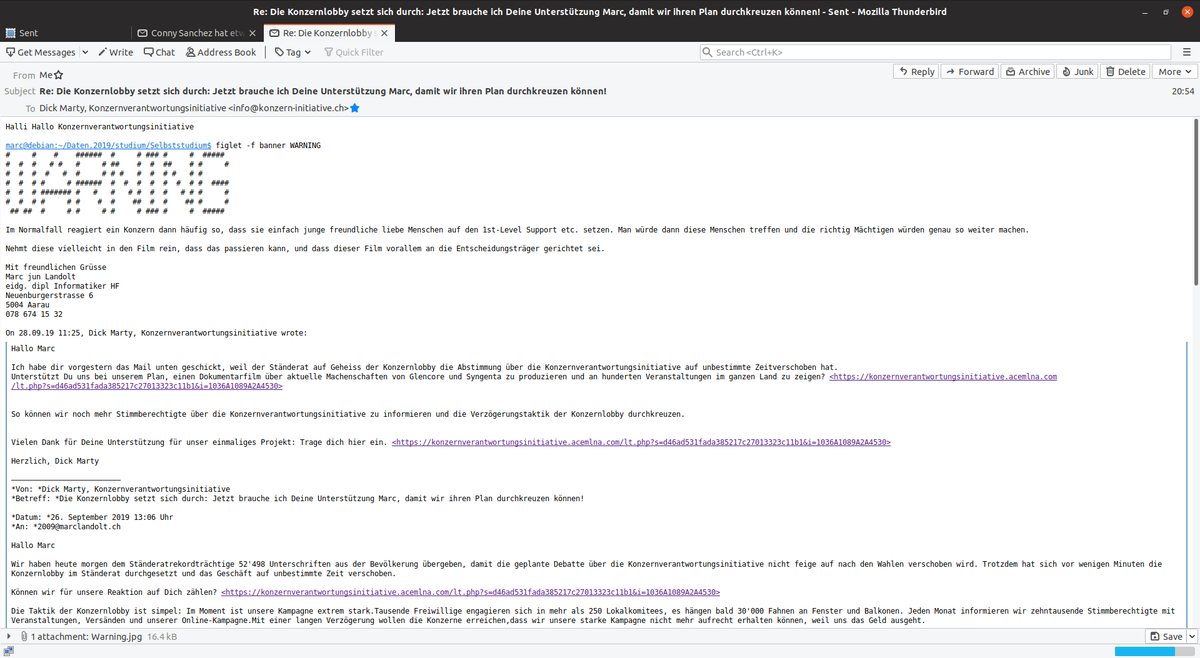 Re: Die Konzernlobby setzt sich durch: Jetzt brauche ich Deine Unterstützung Marc, damit wir ihren Plan durchkreuzen können! - Sent - Mozilla Thunderbird
Sent
Conny Sanchez hat etw
Re: Die Konzernlobby s
Get Messages
Write
Chat
Address Book
Tag
Quick Filter
Search <Ctrl+K>
From Me
Reply
Forward
Archive
Junk
Delete
More
Subject Re: Die Konzernlobby setzt sich durch: Jetzt brauche ich Deine Unterstützung Marc, damit wir ihren Plan durchkreuzen können!
20:54
To Dick Marty, Konzernverantwortungsinitiative <info@konzern-initiative.ch>
Halli Hallo Konzernverantwortungsinitiative
marc@debian:~/Daten.2019/studium/Selbststudium$ figlet -f banner WARNING
WARNING
Im Normalfall reagiert ein Konzern dann häufig so, dass sie einfach junge freundliche liebe Menschen auf den 1st-Level Support etc. setzen. Man würde dann diese Menschen treffen und die richtig Mächtigen würden genau so weiter machen.
Nehmt diese vielleicht in den Film rein, dass das passieren kann, und dass dieser Film vorallem an die Entscheidungsträger gerichtet sei.
Mit freundlichen Grüsse
Marc jun Landolt
eidg. dipl Informatiker HF
Neuenburgerstrasse 6
5004 Aarau
078 674 15 32
On 28.09.19 11:25, Dick Marty, Konzernverantwortungsinitiative wrote:
Hallo Marc
Ich habe dir vorgestern das Mail unten geschickt, weil der Ständerat auf Geheiss der Konzernlobby die Abstimmung über die Konzernverantwortungsinitiative auf unbestimmte Zeitverschoben hat.
Unterstützt Du uns bei unserem Plan, einen Dokumentarfilm über aktuelle Machenschaften von Glencore und Syngenta zu produzieren und an hunderten Veranstaltungen im ganzen Land zu zeigen? <https://konzernverantwortungsinitiative.acemlna.com
/lt.php?s=d46ad531fada385217c27013323c11b1&i=1036A1089A2A4530>
So können wir noch mehr Stimmberechtigte über die Konzernverantwortungsinitiative zu informieren und die Verzögerungstaktik der Konzernlobby durchkreuzen.
Vielen Dank für Deine Unterstützung für unser einmaliges Projekt: Trage dich hier ein. <https://konzernverantwortungsinitiative.acemlna.com/lt.php?s=d46ad531fada385217c27013323c11b1&i=1036A1089A2A4530>
Herzlich, Dick Marty
*Von: *Dick Marty, Konzernverantwortungsinitiative
*Betreff: *Die Konzernlobby setzt sich durch: Jetzt brauche ich Deine Unterstützung Marc, damit wir ihren Plan durchkreuzen können!
*Datum: *26. September 2019 13:06 Uhr
*An: *2009@marclandolt.ch
Hallo Marc
Wir haben heute morgen dem Ständeratrekordträchtige 52'498 Unterschriften aus der Bevölkerung übergeben, damit die geplante Debatte über die Konzernverantwortungsinitiative nicht feige auf nach den Wahlen verschoben wird. Trotzdem hat sich vor wenigen Minuten die
Konzernlobby im Ständerat durchgesetzt und das Geschäft auf unbestimmte Zeit verschoben.
Können wir für unsere Reaktion auf Dich zählen? <https://konzernverantwortungsinitiative.acemlna.com/lt.php?s=d46ad531fada385217c27013323c11b1&i=1036A1089A2A4530>
Die Taktik der Konzernlobby ist simpel: Im Moment ist unsere Kampagne extrem stark.Tausende Freiwillige engagieren sich in mehr als 250 Lokalkomitees, es hängen bald 30'000 Fahnen an Fenster und Balkonen. Jeden Monat informieren wir zehntausende Stimmberechtigte mit
Veranstaltungen, Versänden und unserer Online-Kampagne.Mit einer langen Verzögerung wollen die Konzerne erreichen,dass wir unsere starke Kampagne nicht mehr aufrecht erhalten können, weil uns das Geld ausgeht.
1 attachment: Warning.jpg 16.4 kB
Save